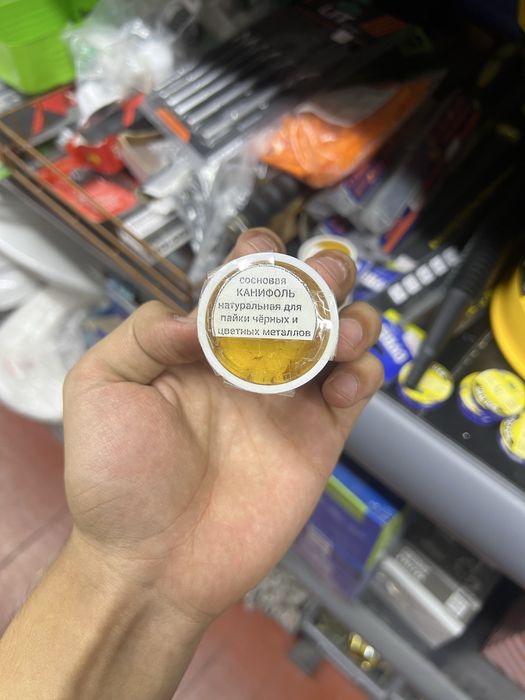 сосновая
КАНИФОЛЬ
натуральная для
пайки чёрных и
цветных металлов